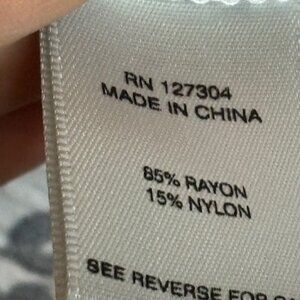 RN 127304
MADE IN CHINA
85% RAYON
15% NYLON
SEE REVERSE FOR